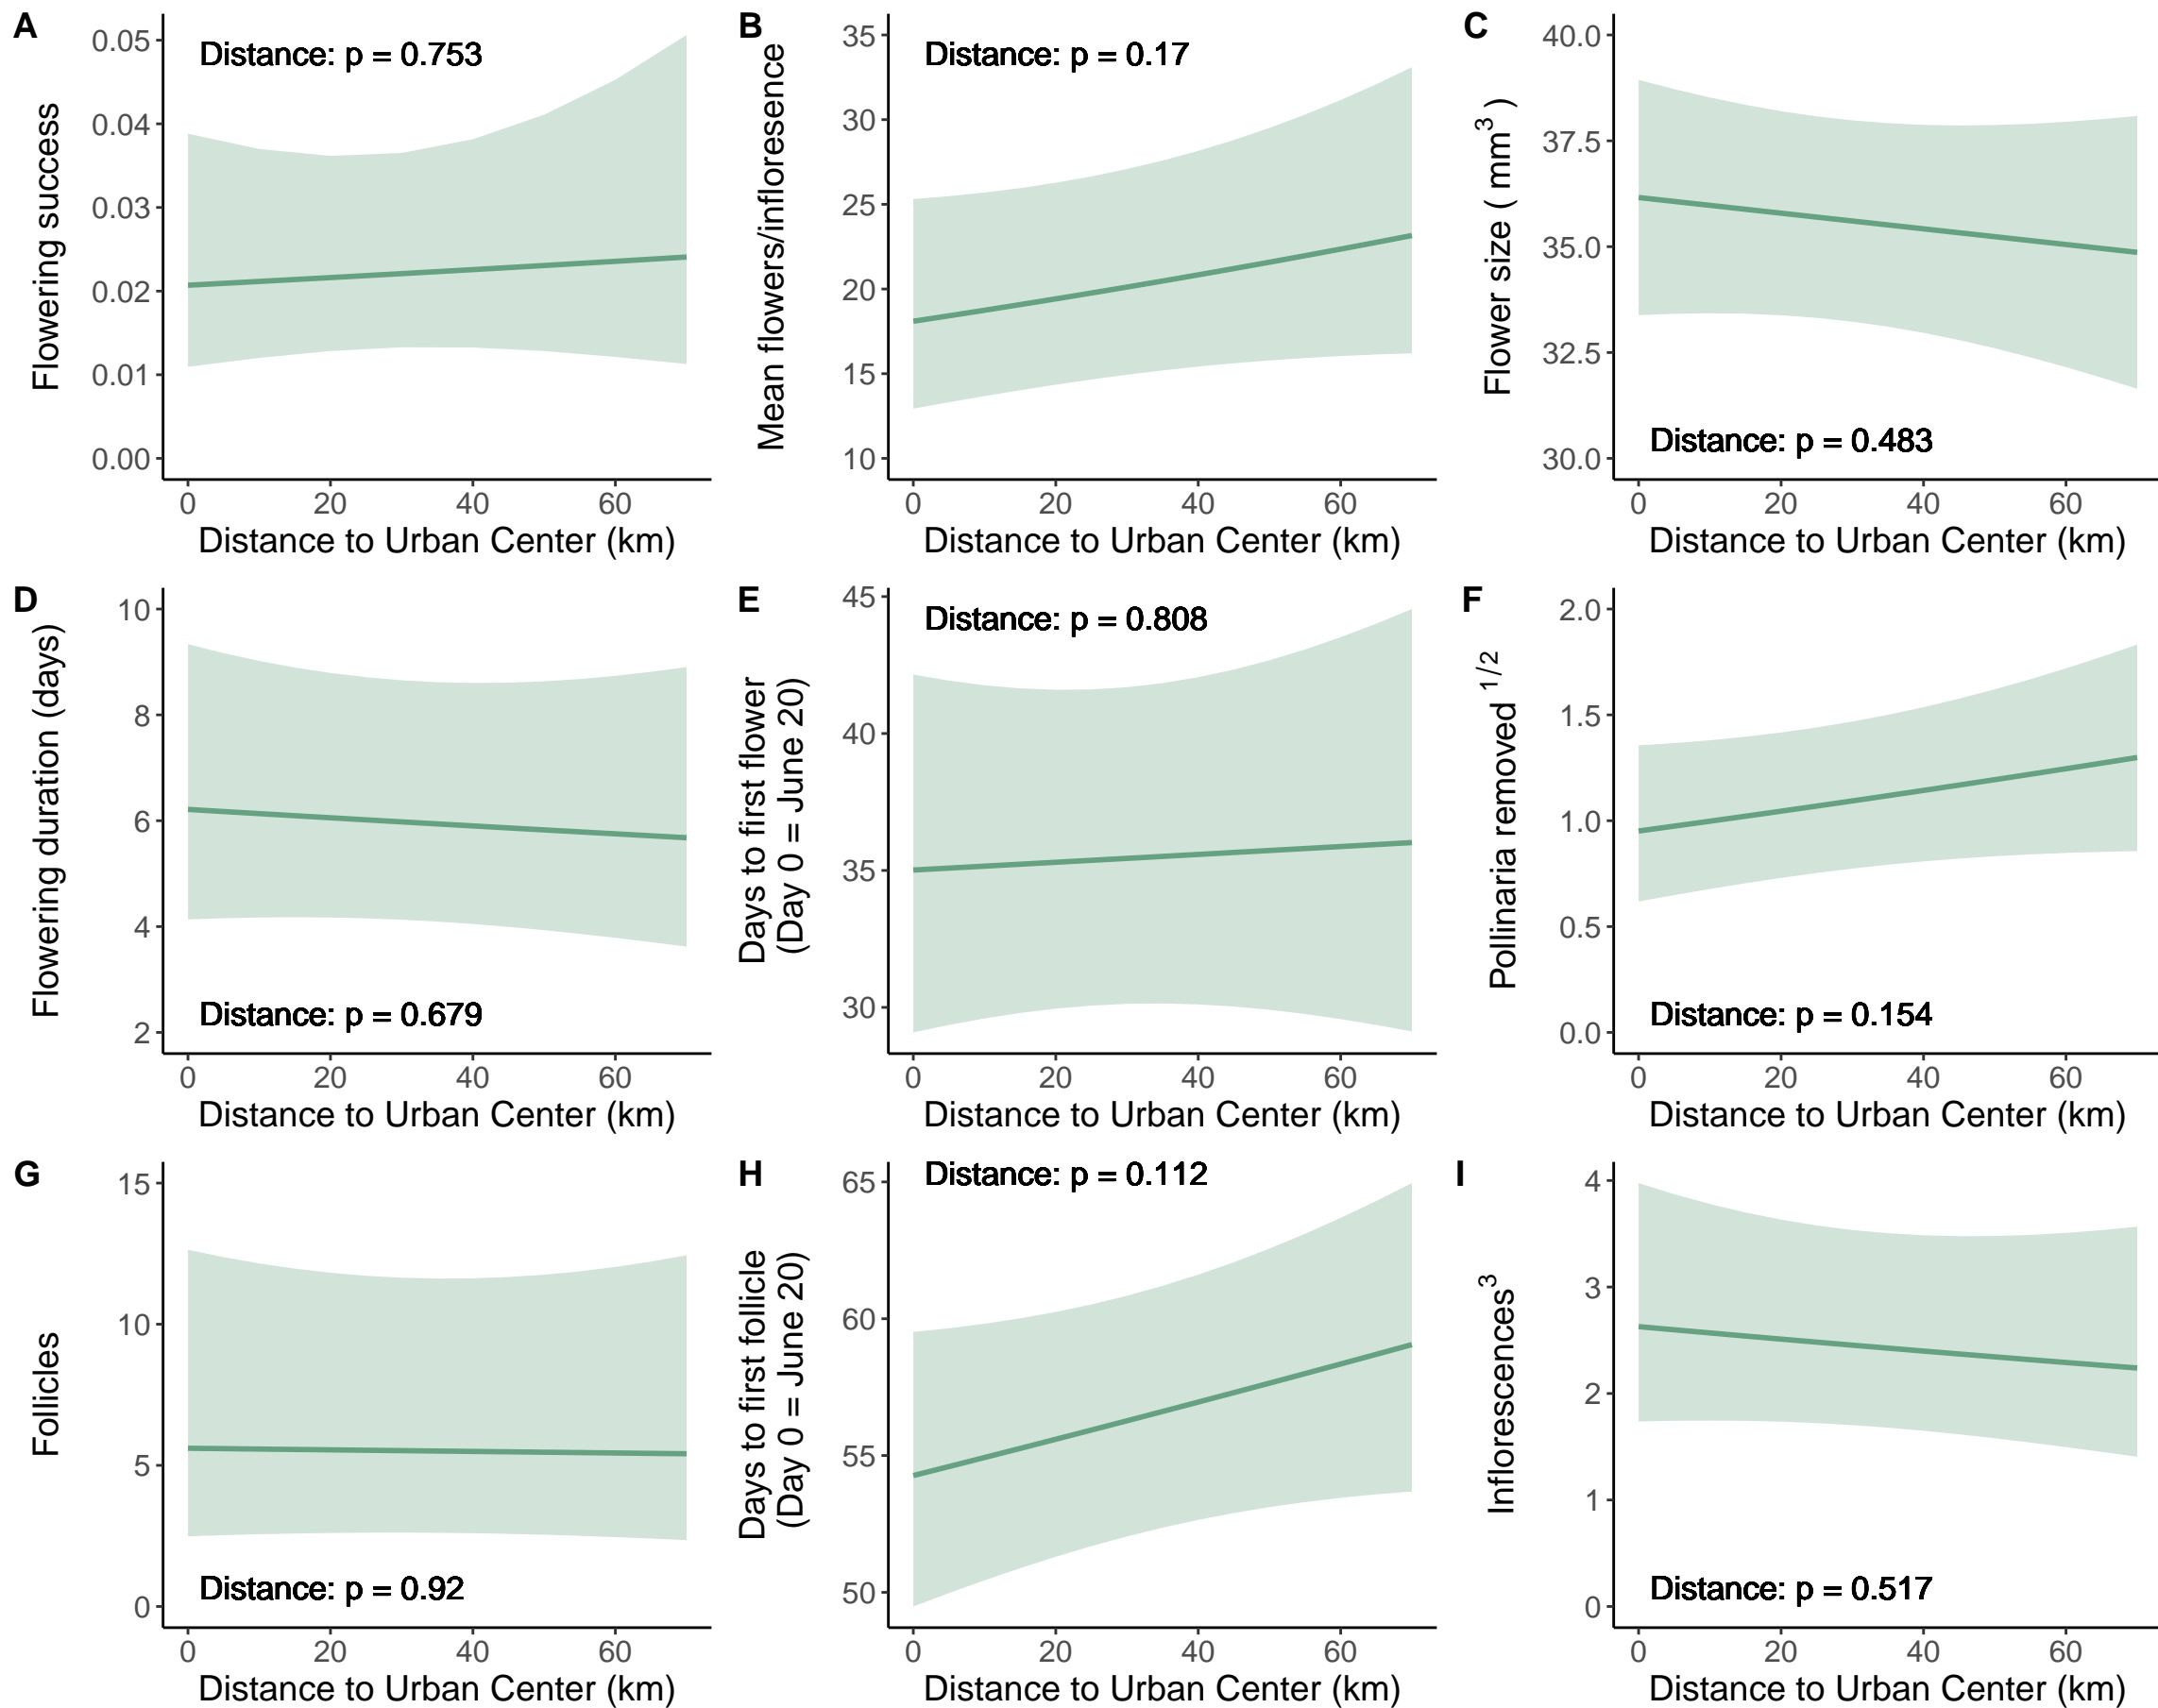 A
Flowering success
0.05
0.04
0.03
0.02
0.01
0.00
Distance: p = 0.753
0 20 40 60
Distance to Urban Center (km)
B
Mean flowers/infloresence
35
30
25
20
15
10
Distance: p = 0.17
0 20 40 60
Distance to Urban Center (km)
C
Flower size ( mm³)
40.0
37.5
35.0
32.5
30.0
Distance: p = 0.483
0 20 40 60
Distance to Urban Center (km)
D
Flowering duration (days)
10
8
6
4
2
Distance: p = 0.679
0 20 40 60
Distance to Urban Center (km)
E
Days to first flower
(Day 0 = June 20)
45
40
35
30
Distance: p = 0.808
0 20 40 60
Distance to Urban Center (km)
F
Pollinaria removed 1/2
2.0
1.5
1.0
0.5
0.0
Distance: p = 0.154
0 20 40 60
Distance to Urban Center (km)
G
Follicles
15
10
5
0
Distance: p = 0.92
0 20 40 60
Distance to Urban Center (km)
H
Days to first follicle
(Day 0 = June 20)
65
60
55
50
Distance: p = 0.112
0 20 40 60
Distance to Urban Center (km)
I
Inflorescences³
4
3
2
1
0
Distance: p = 0.517
0 20 40 60
Distance to Urban Center (km)